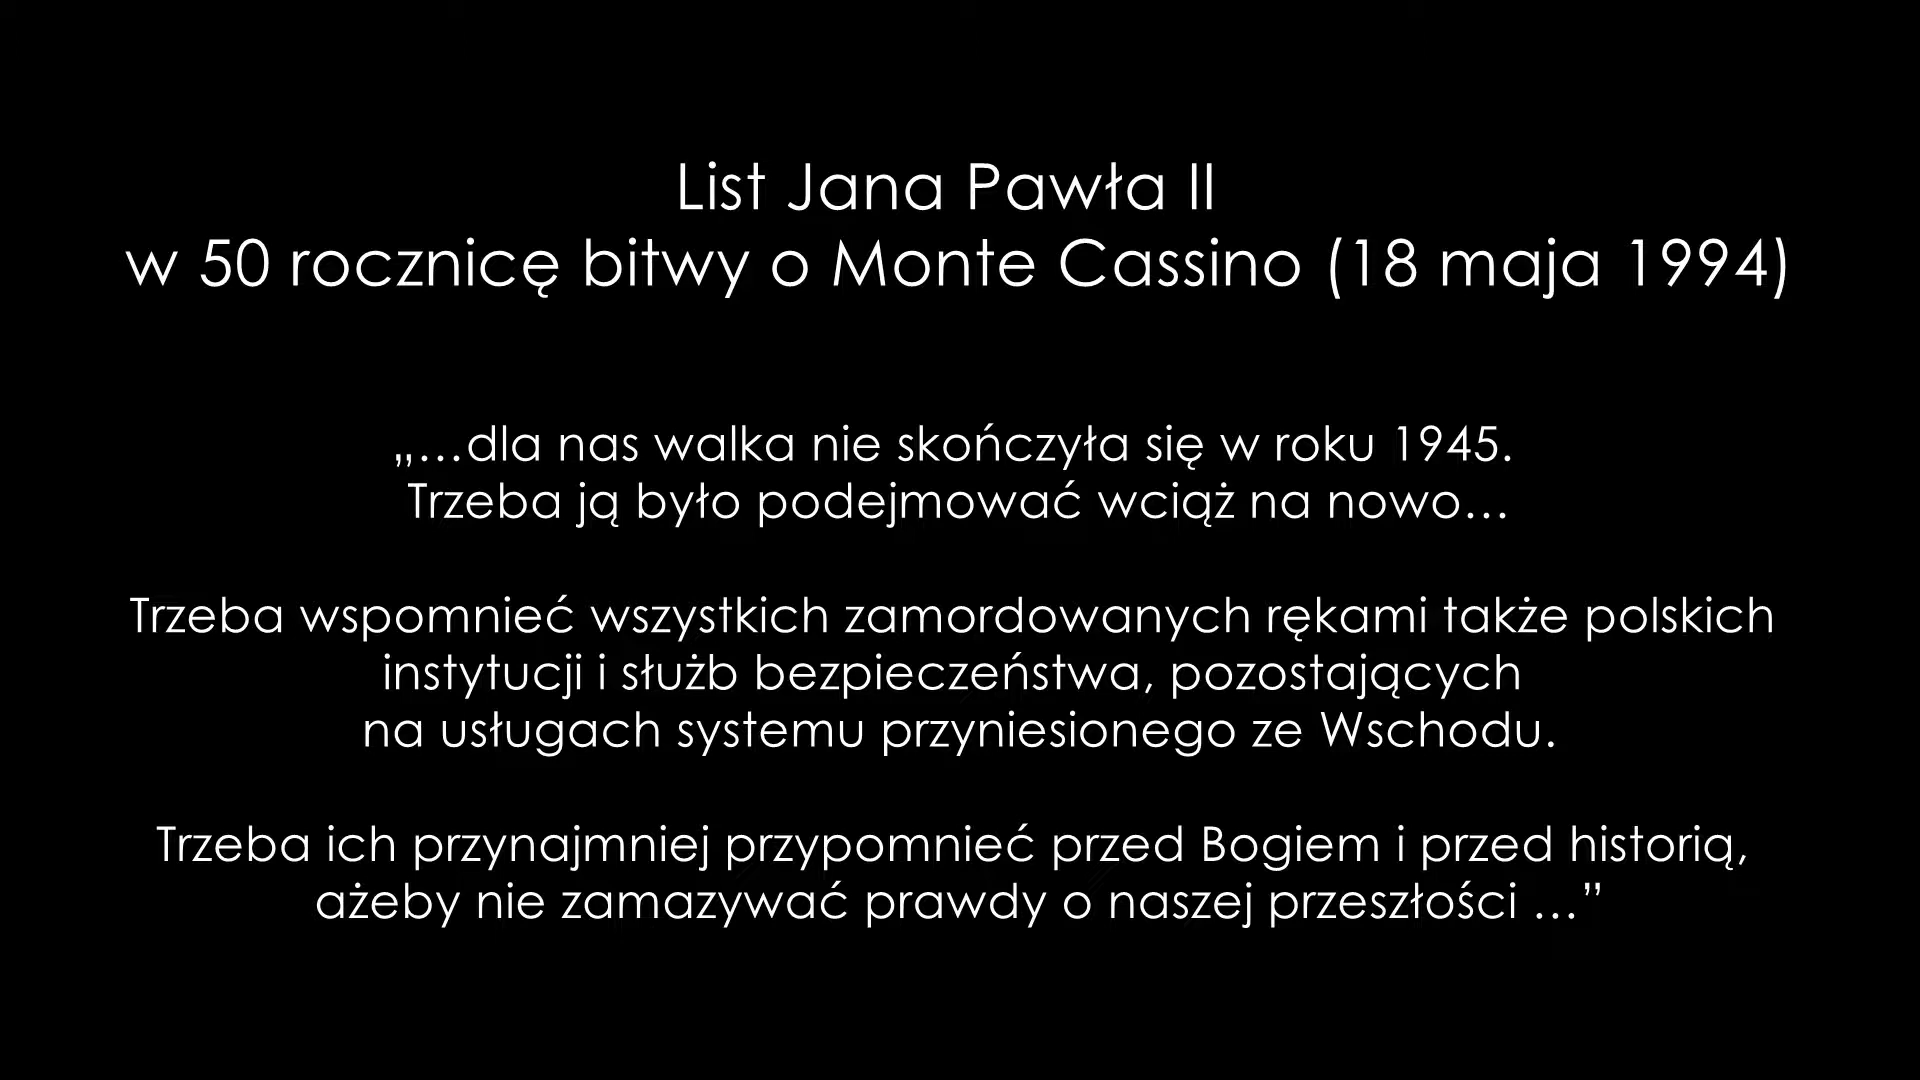 List Jana Pawła II
w 50 rocznicę bitwy o Monte Cassino (18 maja 1994)
„…dla nas walka nie skończyła się w roku 1945.
Trzeba ją było podejmować wciąż na nowo…
Trzeba wspomnieć wszystkich zamordowanych rękami także polskich
instytucji i służb bezpieczeństwa, pozostających
na usługach systemu przyniesionego ze Wschodu.
Trzeba ich przynajmniej przypomnieć przed Bogiem i przed historią,
ażeby nie zamazywać prawdy o naszej przeszłości …”